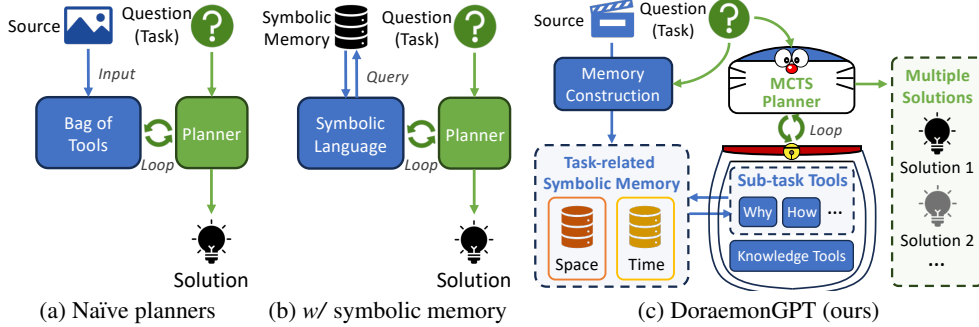 Source
Question
(Task)
Input
Bag of
Tools
Loop
Planner
Solution
(a) Naïve planners
Symbolic
Memory
Question
(Task)
Query
Symbolic
Language
Loop
Planner
Solution
(b) w/ symbolic memory
Source
Question
(Task)
Memory
Construction
MCTS
Planner
Loop
Multiple
Solutions
Solution 1
Solution 2
...
Task-related
Symbolic Memory
Space
Time
Sub-task Tools
Why
How
...
Knowledge Tools
(c) DoraemonGPT (ours)